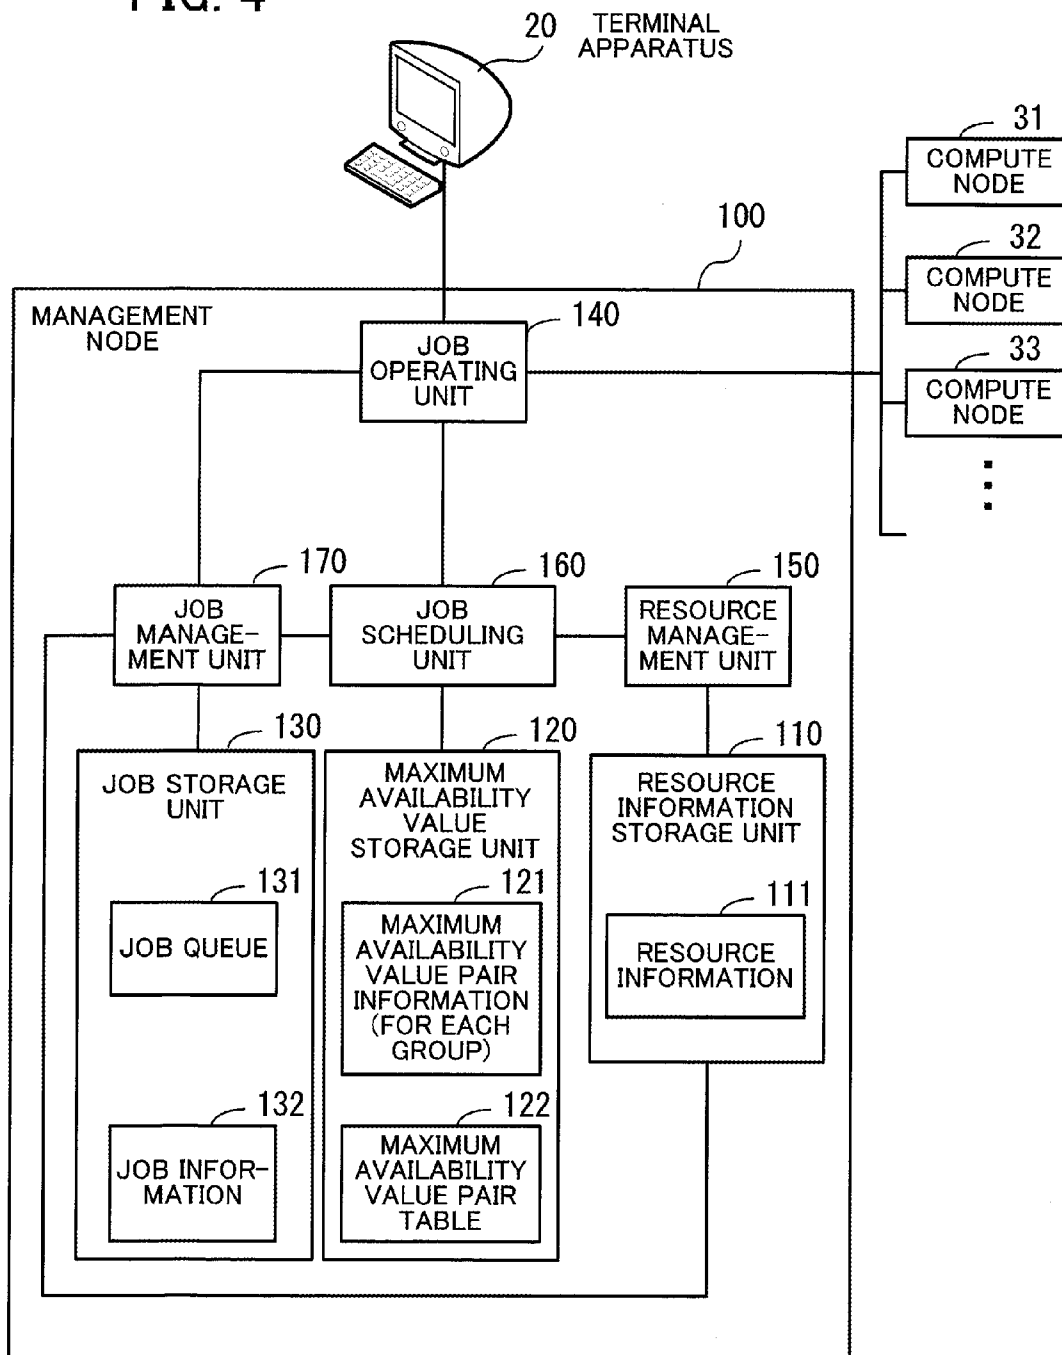 FIG. 4
20 TERMINAL
APPARATUS
31
COMPUTE
NODE
32
COMPUTE
NODE
33
COMPUTE
NODE
100
MANAGEMENT
NODE
140
JOB
OPERATING
UNIT
170
JOB
MANAGE-
MENT UNIT
160
JOB
SCHEDULING
UNIT
150
RESOURCE
MANAGE-
MENT UNIT
130
JOB STORAGE
UNIT
131
JOB QUEUE
132
JOB INFOR-
MATION
120
MAXIMUM
AVAILABILITY
VALUE
STORAGE UNIT
121
MAXIMUM
AVAILABILITY
VALUE PAIR
INFORMATION
(FOR EACH
GROUP)
122
MAXIMUM
AVAILABILITY
VALUE PAIR
TABLE
110
RESOURCE
INFORMATION
STORAGE UNIT
111
RESOURCE
INFORMATION